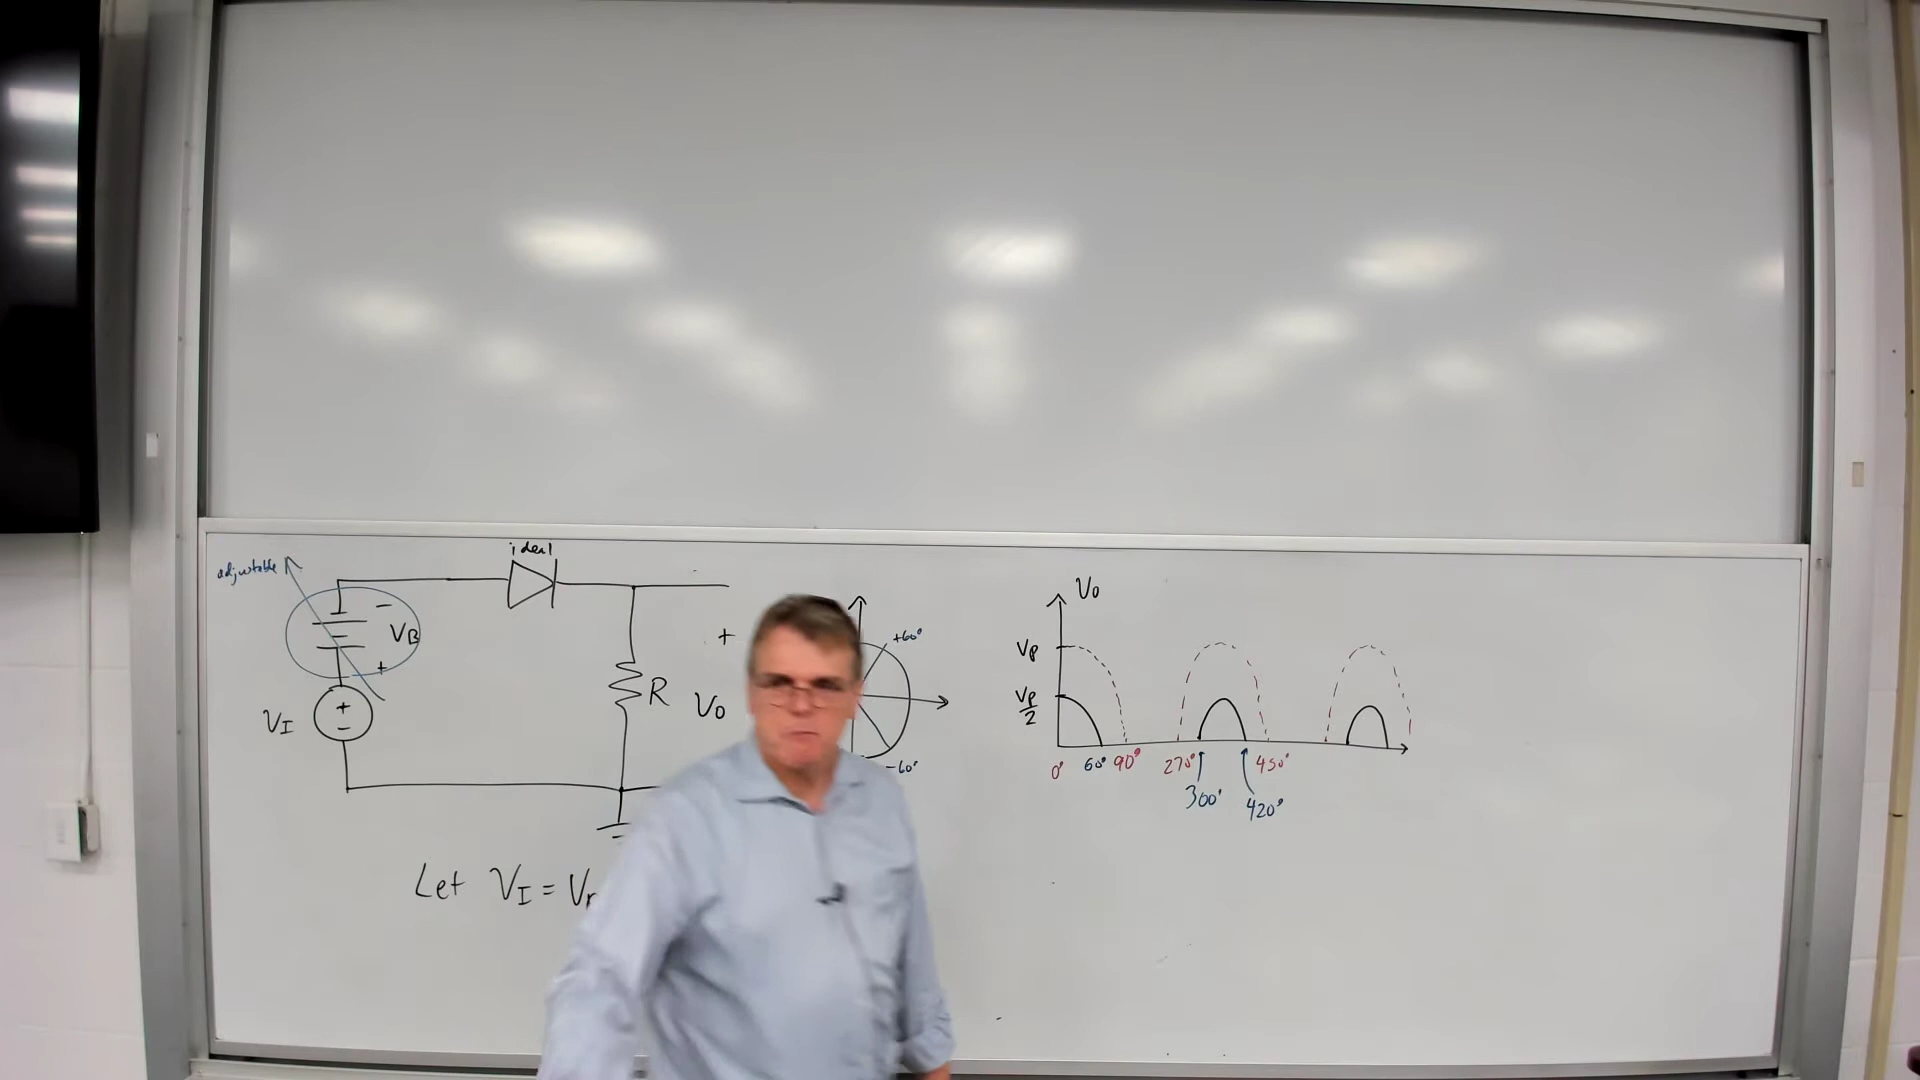 adjustable
ideal
-
VB
+
VI
+
-
R
+
Vo
+60°
-60°
Let VI = Vp
Vo
Vp
Vp/2
0° 60° 90° 270° 450°
300° 420°